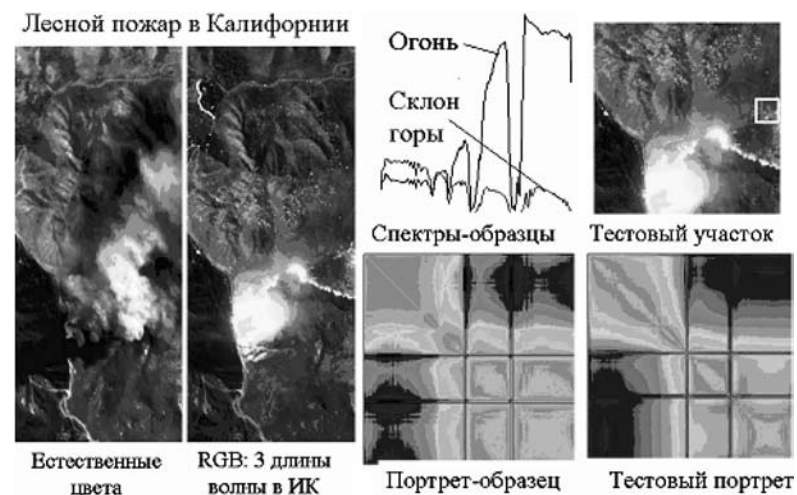 Лесной пожар в Калифорнии
Огонь
Склон
горы
Спектры-образцы
Тестовый участок
Естественные
цвета
RGB: 3 длины
волны в ИК
Портрет-образец
Тестовый портрет